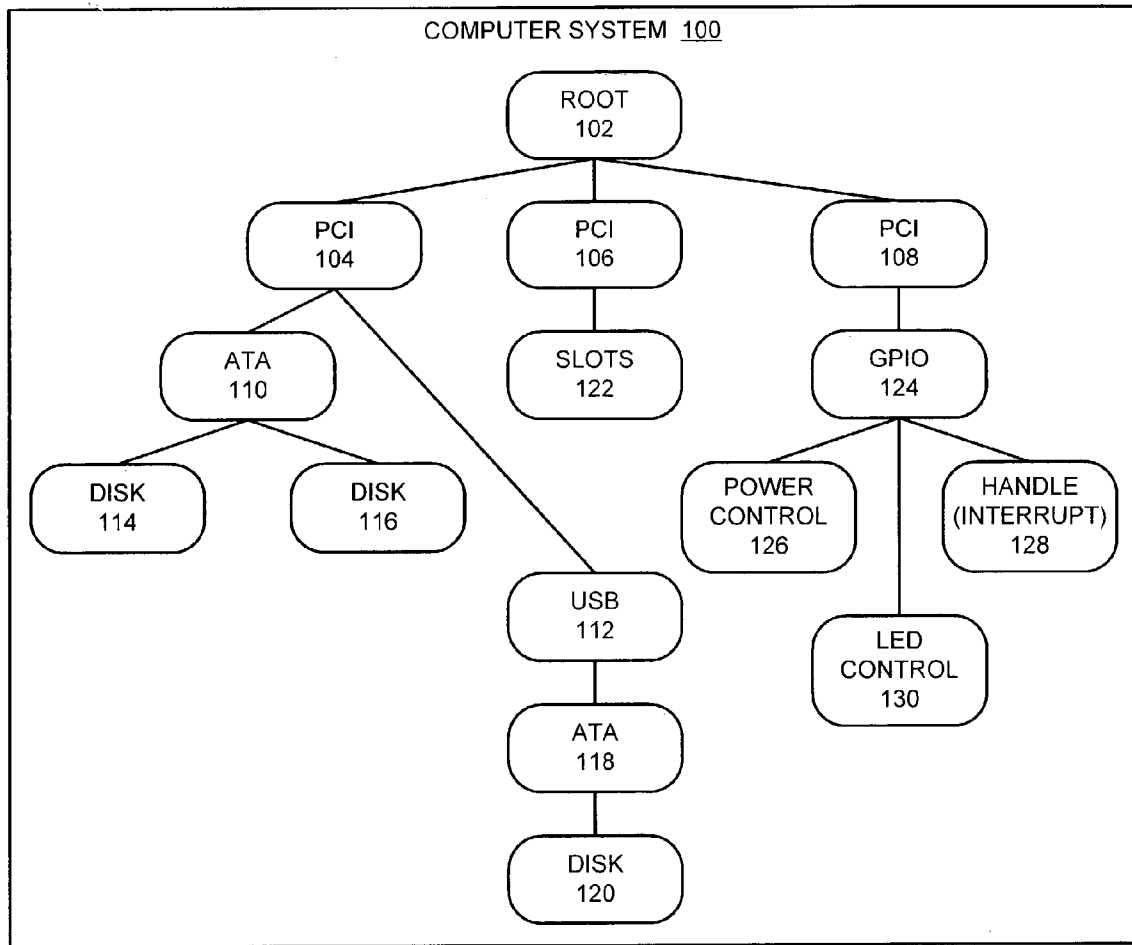 COMPUTER SYSTEM 100
ROOT
102
PCI
104
PCI
106
PCI
108
ATA
110
SLOTS
122
GPIO
124
DISK
114
DISK
116
POWER
CONTROL
126
HANDLE
(INTERRUPT)
128
USB
112
LED
CONTROL
130
ATA
118
DISK
120